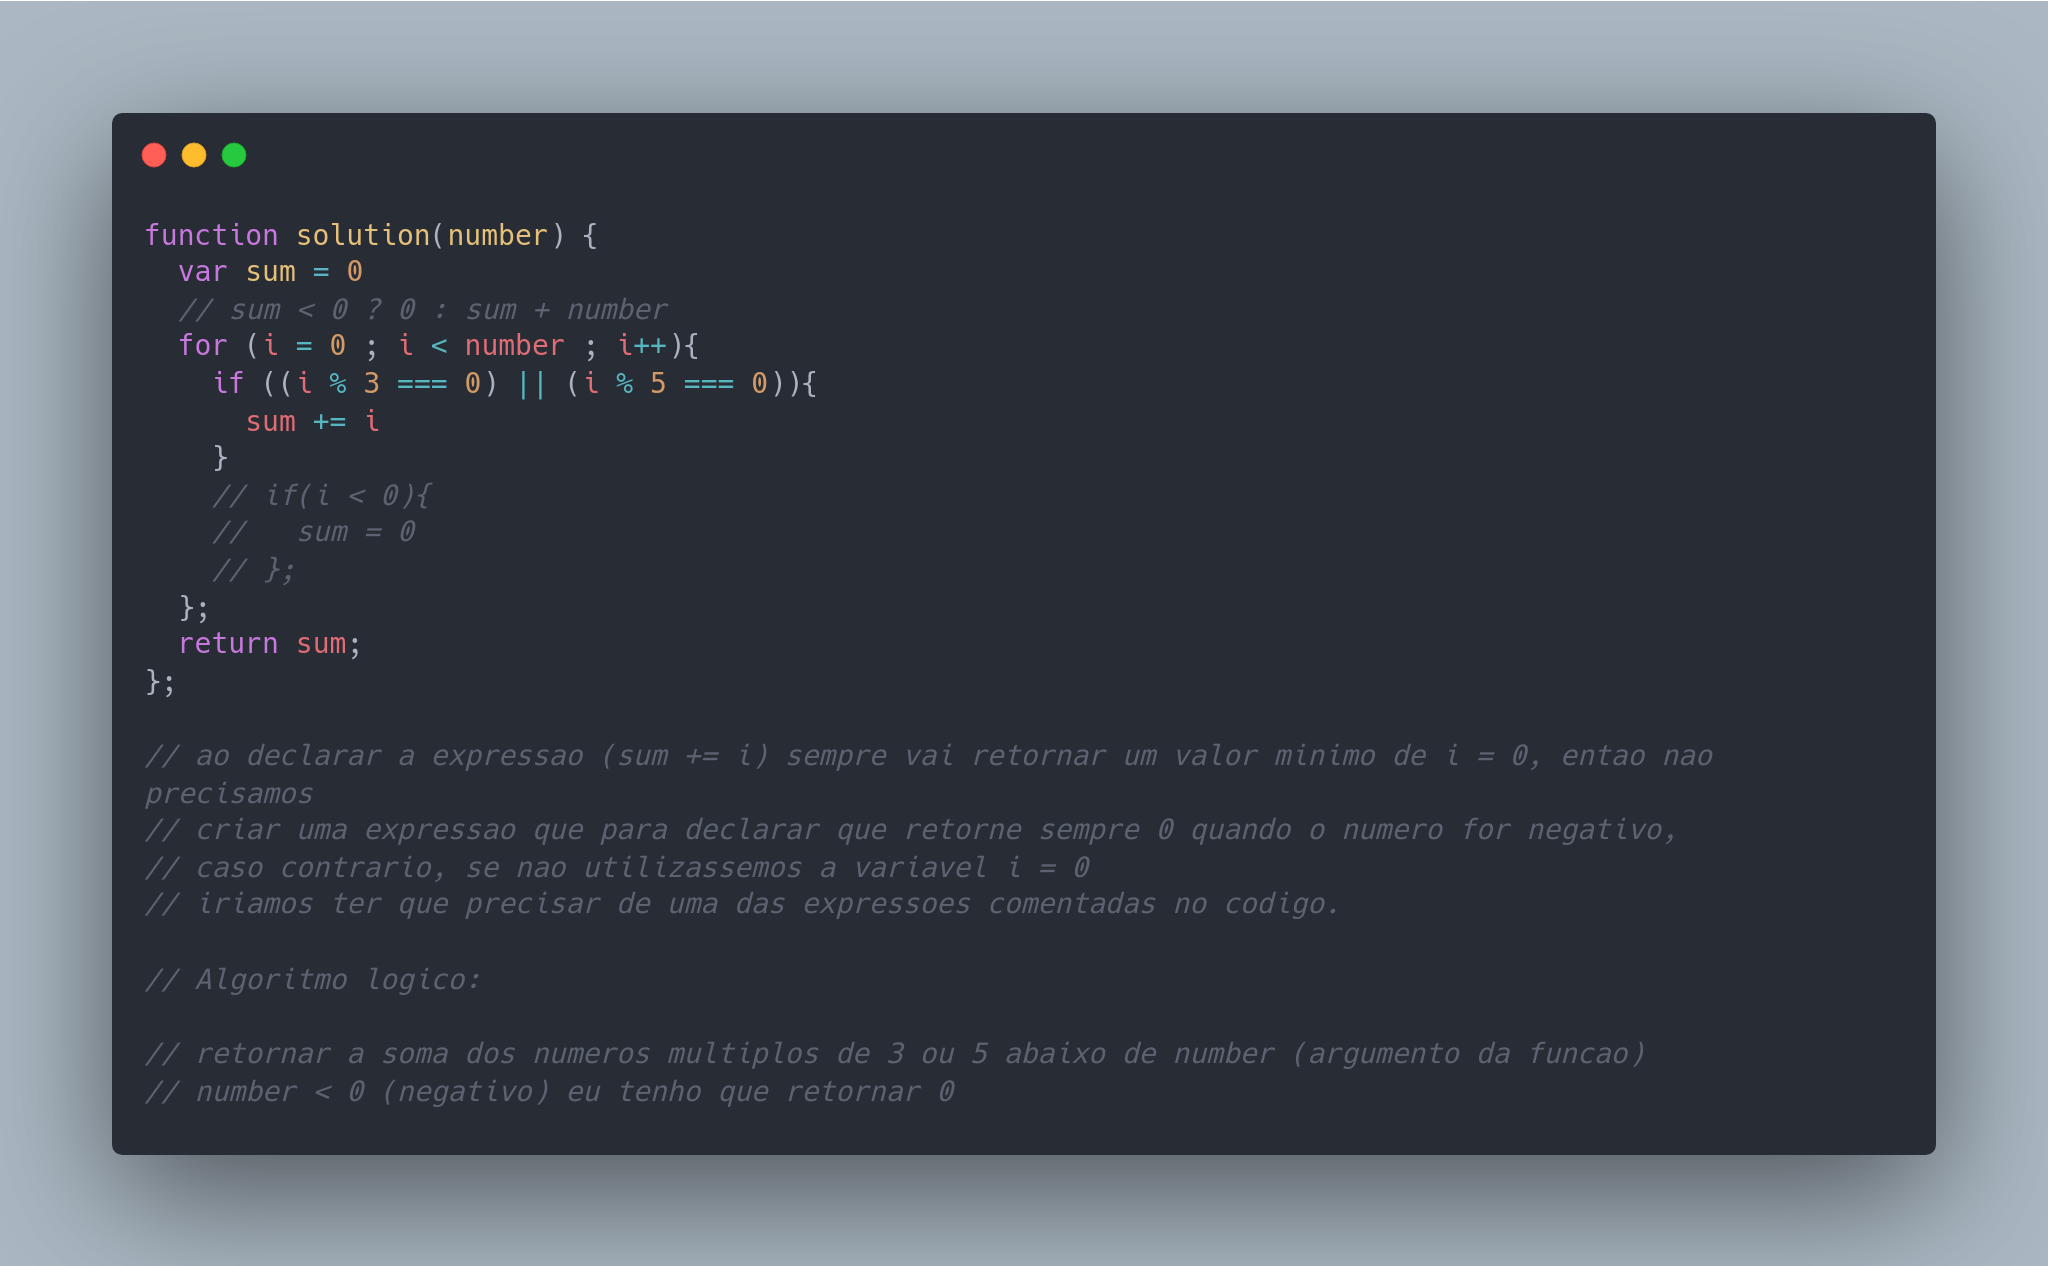 function solution(number) {
  var sum = 0
  // sum < 0 ? 0 : sum + number
  for (i = 0 ; i < number ; i++){
    if ((i % 3 === 0) || (i % 5 === 0)){
      sum += i
    }
    // if(i < 0){
    //   sum = 0
    // };
  };
  return sum;
};
// ao declarar a expressao (sum += i) sempre vai retornar um valor minimo de i = 0, entao nao
precisamos
// criar uma expressao que para declarar que retorne sempre 0 quando o numero for negativo,
// caso contrario, se nao utilizassemos a variavel i = 0
// iriamos ter que precisar de uma das expressoes comentadas no codigo.
// Algoritmo logico:
// retornar a soma dos numeros multiplos de 3 ou 5 abaixo de number (argumento da funcao)
// number < 0 (negativo) eu tenho que retornar 0